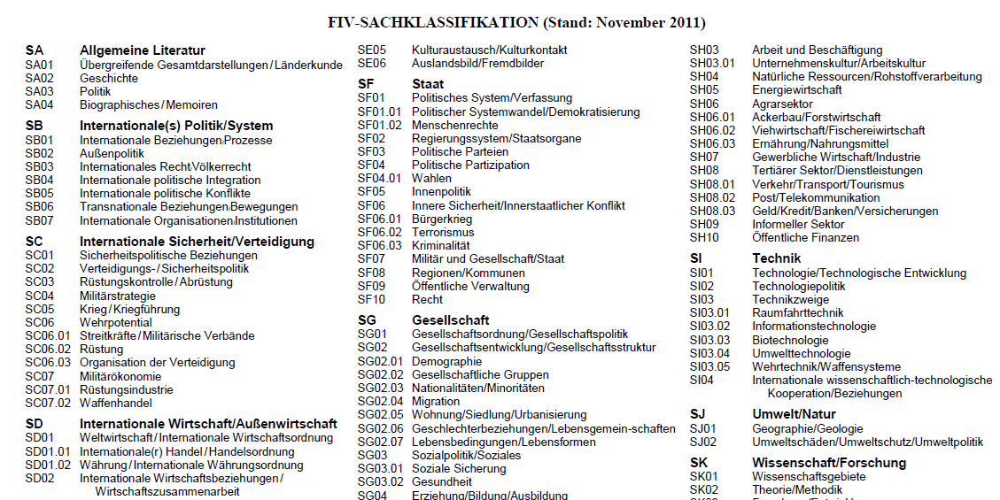 FIV-SACHKLASSIFIKATION (Stand: November 2011)
SA Allgemeine Literatur
SA01 Übergreifende Gesamtdarstellungen / Länderkunde
SA02 Geschichte
SA03 Politik
SA04 Biographisches / Memoiren
SB Internationale(s) Politik/System
SB01 Internationale Beziehungen/Prozesse
SB02 Außenpolitik
SB03 Internationales Recht/Völkerrecht
SB04 Internationale politische Integration
SB05 Internationale politische Konflikte
SB06 Transnationale Beziehungen/Bewegungen
SB07 Internationale Organisationen/Institutionen
SC Internationale Sicherheit/Verteidigung
SC01 Sicherheitspolitische Beziehungen
SC02 Verteidigungs- / Sicherheitspolitik
SC03 Rüstungskontrolle / Abrüstung
SC04 Militärstrategie
SC05 Krieg / Kriegführung
SC06 Wehrpotential
SC06.01 Streitkräfte / Militärische Verbände
SC06.02 Rüstung
SC06.03 Organisation der Verteidigung
SC07 Militärökonomie
SC07.01 Rüstungsindustrie
SC07.02 Waffenhandel
SD Internationale Wirtschaft/Außenwirtschaft
SD01 Weltwirtschaft / Internationale Wirtschaftsordnung
SD01.01 Internationale(r) Handel / Handelsordnung
SD01.02 Währung / Internationale Währungsordnung
SD02 Internationale Wirtschaftsbeziehungen /
Wirtschaftszusammenarbeit
SE05 Kulturaustausch/Kulturkontakt
SE06 Auslandsbild/Fremdbilder
SF Staat
SF01 Politisches System/Verfassung
SF01.01 Politischer Systemwandel/Demokratisierung
SF01.02 Menschenrechte
SF02 Regierungssystem/Staatsorgane
SF03 Politische Parteien
SF04 Politische Partizipation
SF04.01 Wahlen
SF05 Innenpolitik
SF06 Innere Sicherheit/Innerstaatlicher Konflikt
SF06.01 Bürgerkrieg
SF06.02 Terrorismus
SF06.03 Kriminalität
SF07 Militär und Gesellschaft/Staat
SF08 Regionen/Kommunen
SF09 Öffentliche Verwaltung
SF10 Recht
SG Gesellschaft
SG01 Gesellschaftsordnung/Gesellschaftspolitik
SG02 Gesellschaftsentwicklung/Gesellschaftsstruktur
SG02.01 Demographie
SG02.02 Gesellschaftliche Gruppen
SG02.03 Nationalitäten/Minoritäten
SG02.04 Migration
SG02.05 Wohnung/Siedlung/Urbanisierung
SG02.06 Geschlechterbeziehungen/Lebensgemein-schaften
SG02.07 Lebensbedingungen/Lebensformen
SG03 Sozialpolitik/Soziales
SG03.01 Soziale Sicherung
SG03.02 Gesundheit
SG04 Erziehung/Bildung/Ausbildung
SH03 Arbeit und Beschäftigung
SH03.01 Unternehmenskultur/Arbeitskultur
SH04 Natürliche Ressourcen/Rohstoffverarbeitung
SH05 Energiewirtschaft
SH06 Agrarsektor
SH06.01 Ackerbau/Forstwirtschaft
SH06.02 Viehwirtschaft/Fischereiwirtschaft
SH06.03 Ernährung/Nahrungsmittel
SH07 Gewerbliche Wirtschaft/Industrie
SH08 Tertiärer Sektor/Dienstleistungen
SH08.01 Verkehr/Transport/Tourismus
SH08.02 Post/Telekommunikation
SH08.03 Geld/Kredit/Banken/Versicherungen
SH09 Informeller Sektor
SH10 Öffentliche Finanzen
SI Technik
SI01 Technologie/Technologische Entwicklung
SI02 Technologiepolitik
SI03 Technikzweige
SI03.01 Raumfahrttechnik
SI03.02 Informationstechnologie
SI03.03 Biotechnologie
SI03.04 Umwelttechnologie
SI03.05 Wehrtechnik/Waffensysteme
SI04 Internationale wissenschaftlich-technologische
Kooperation/Beziehungen
SJ Umwelt/Natur
SJ01 Geographie/Geologie
SJ02 Umweltschäden/Umweltschutz/Umweltpolitik
SK Wissenschaft/Forschung
SK01 Wissenschaftsgebiete
SK02 Theorie/Methodik